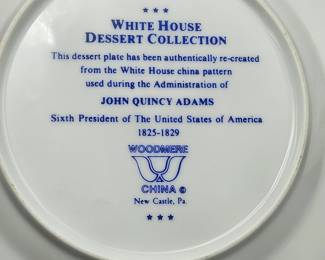 ★ ★ ★
WHITE HOUSE
DESSERT COLLECTION
This dessert plate has been authentically re-created
from the White House china pattern
used during the Administration of
JOHN QUINCY ADAMS
Sixth President of The United States of America
1825-1829
WOODMERE
CHINA ©
New Castle, Pa.
★ ★ ★